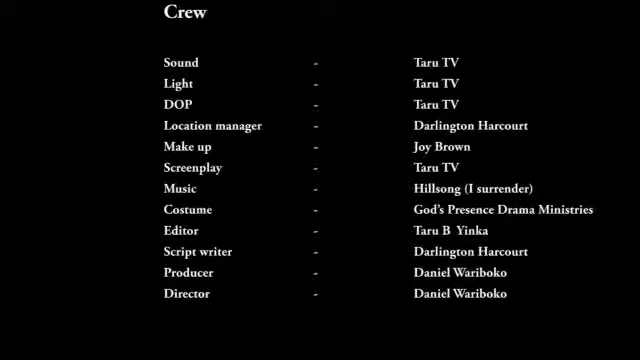 Crew
Sound - Taru TV
Light - Taru TV
DOP - Taru TV
Location manager - Darlington Harcourt
Make up - Joy Brown
Screenplay - Taru TV
Music - Hillsong (I surrender)
Costume - God's Presence Drama Ministries
Editor - Taru B Yinka
Script writer - Darlington Harcourt
Producer - Daniel Wariboko
Director - Daniel Wariboko